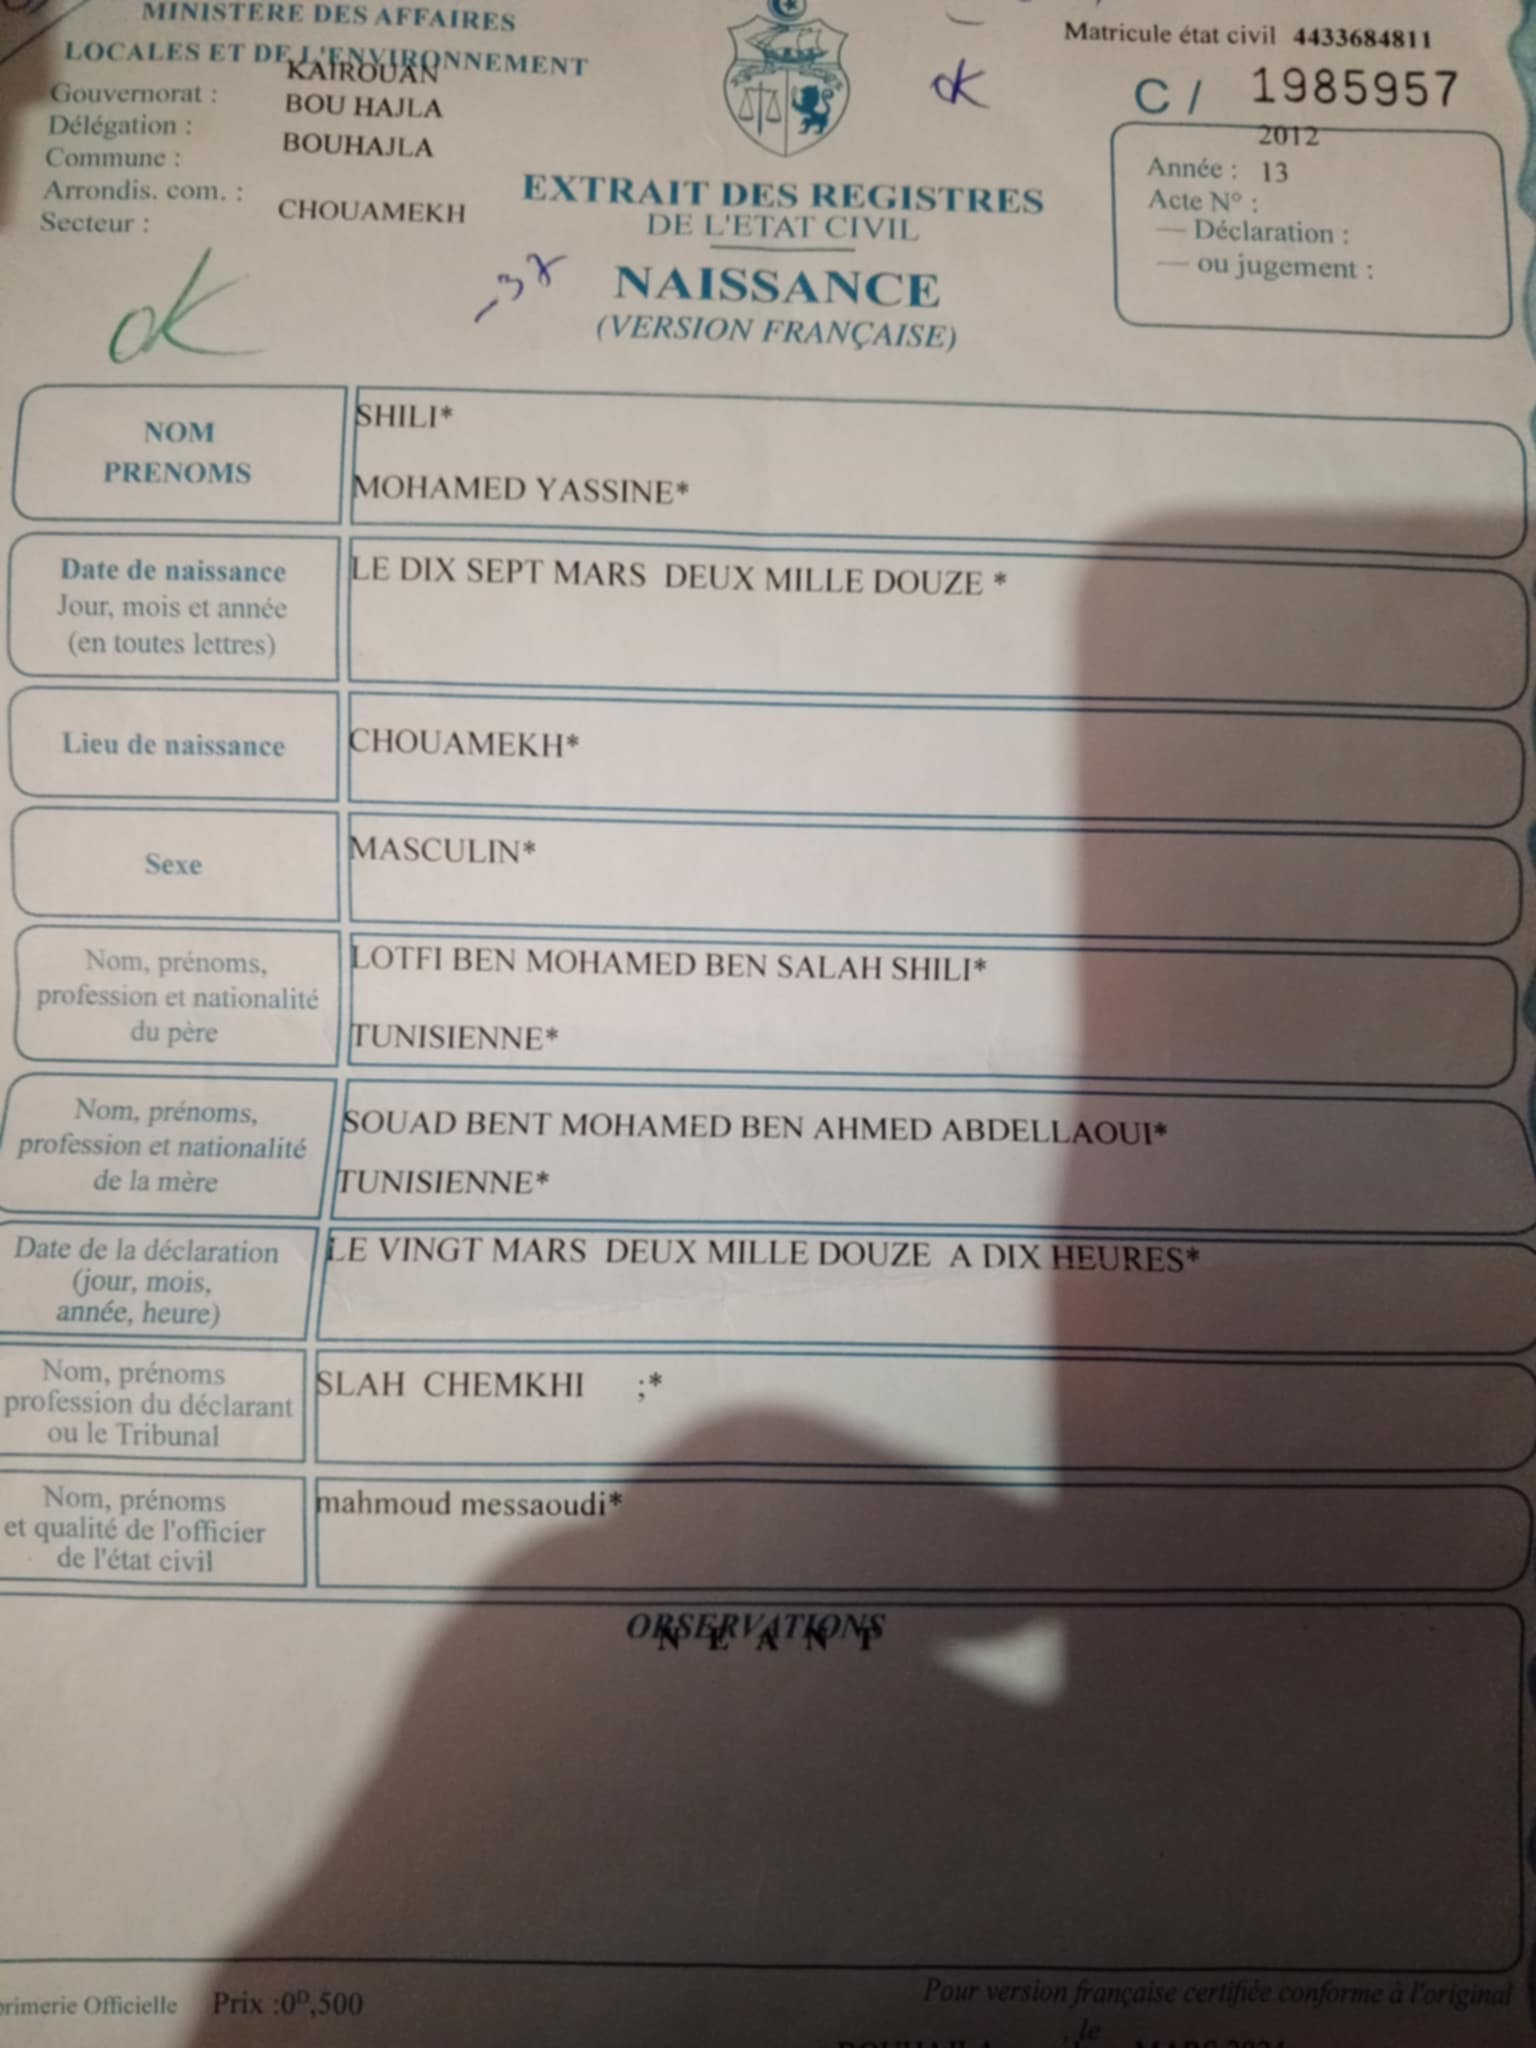 MINISTERE DES AFFAIRES
LOCALES ET DE L'ENVIRONNEMENT
Gouvernorat : KAIROUAN
Délégation : BOU HAJLA
Commune : BOUHAJLA
Arrondis. com. :
Secteur : CHOUAMEKH
Matricule état civil 4433684811
C / 1985957
2012
Année : 13
Acte N° :
— Déclaration :
— ou jugement :
OK
OK
EXTRAIT DES REGISTRES
DE L'ETAT CIVIL
NAISSANCE
(VERSION FRANÇAISE)
NOM
PRENOMS
SHILI*
MOHAMED YASSINE*
Date de naissance
Jour, mois et année
(en toutes lettres)
LE DIX SEPT MARS DEUX MILLE DOUZE *
Lieu de naissance
CHOUAMEKH*
Sexe
MASCULIN*
Nom, prénoms,
profession et nationalité
du père
LOTFI BEN MOHAMED BEN SALAH SHILI*
TUNISIENNE*
Nom, prénoms,
profession et nationalité
de la mère
SOUAD BENT MOHAMED BEN AHMED ABDELLAOUI*
TUNISIENNE*
Date de la déclaration
(jour, mois,
année, heure)
LE VINGT MARS DEUX MILLE DOUZE A DIX HEURES*
Nom, prénoms
profession du déclarant
ou le Tribunal
SLAH CHEMKHI ;*
Nom, prénoms
et qualité de l'officier
de l'état civil
mahmoud messaoudi*
OBSERVATIONS
N E A N T
Officielle Prix :0D,500
Pour version française certifiée conforme à l'original
le